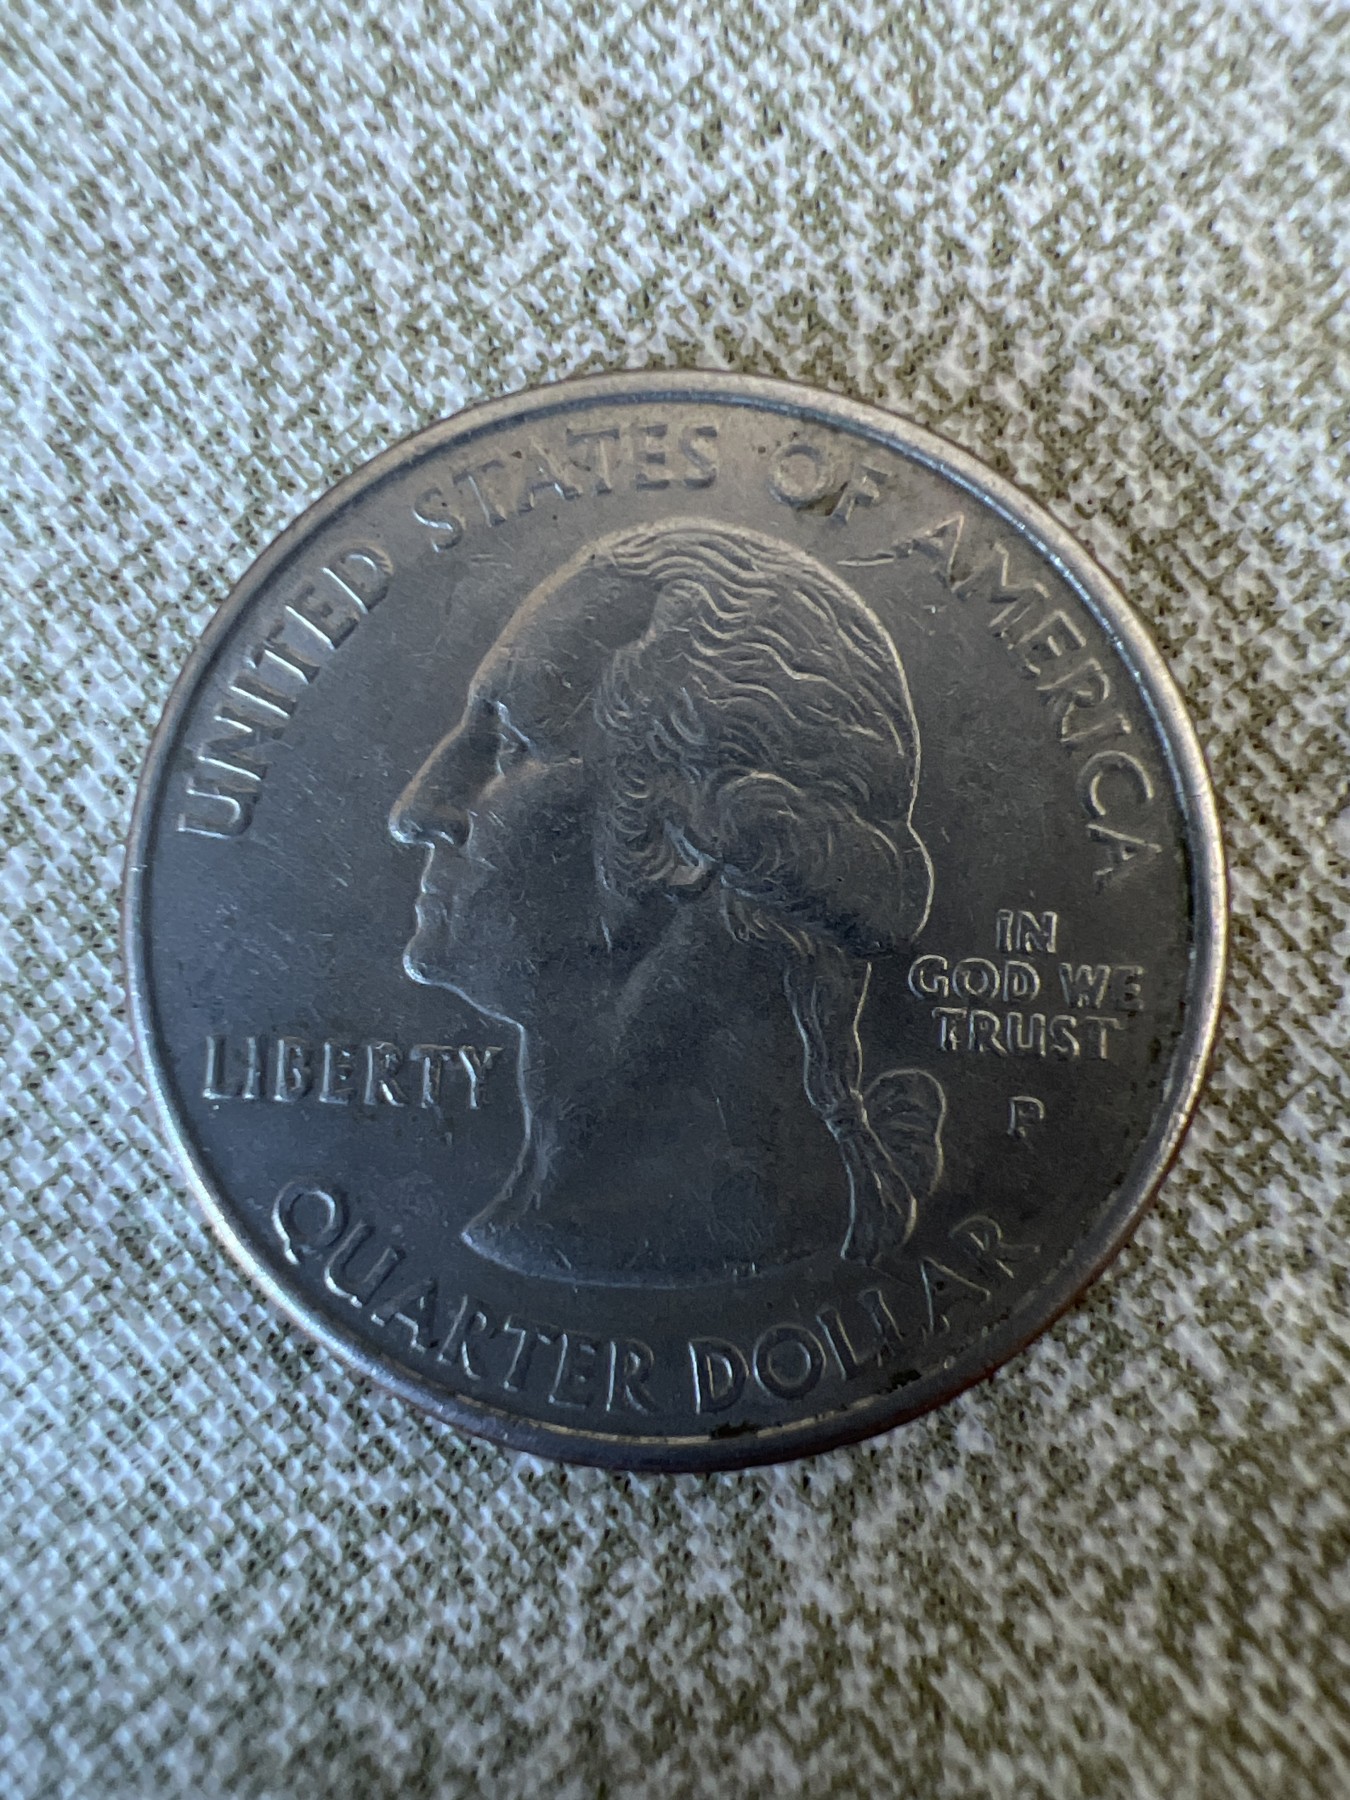 UNITED STATES OF AMERICA
LIBERTY
IN
GOD WE
TRUST
P
QUARTER DOLLAR